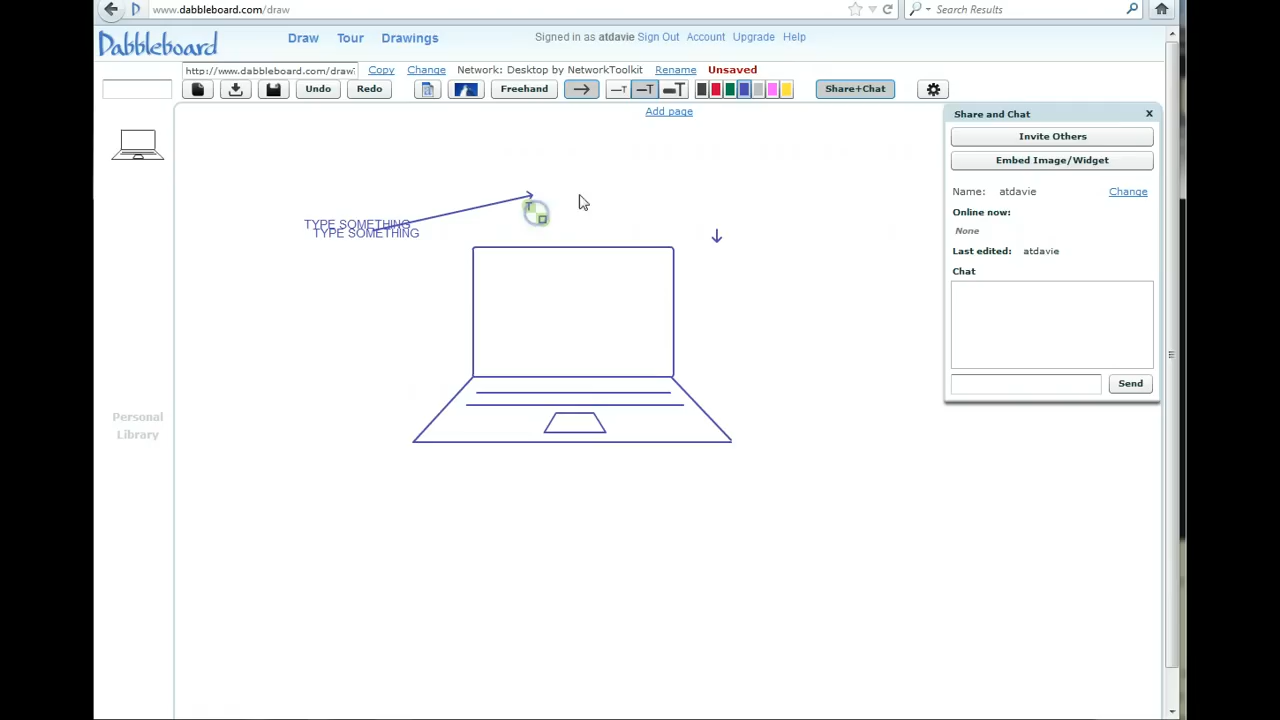 www.dabbleboard.com/draw
Search Results
Dabbleboard
Draw Tour Drawings
Signed in as atdavie Sign Out Account Upgrade Help
http://www.dabbleboard.com/draw
Copy Change Network: Desktop by NetworkToolkit Rename Unsaved
Undo Redo Freehand T T T Share+Chat
Add page
Share and Chat x
Invite Others
Embed Image/Widget
Name: atdavie Change
Online now:
None
Last edited: atdavie
Chat
Send
TYPE SOMETHING
TYPE SOMETHING
T
Personal
Library